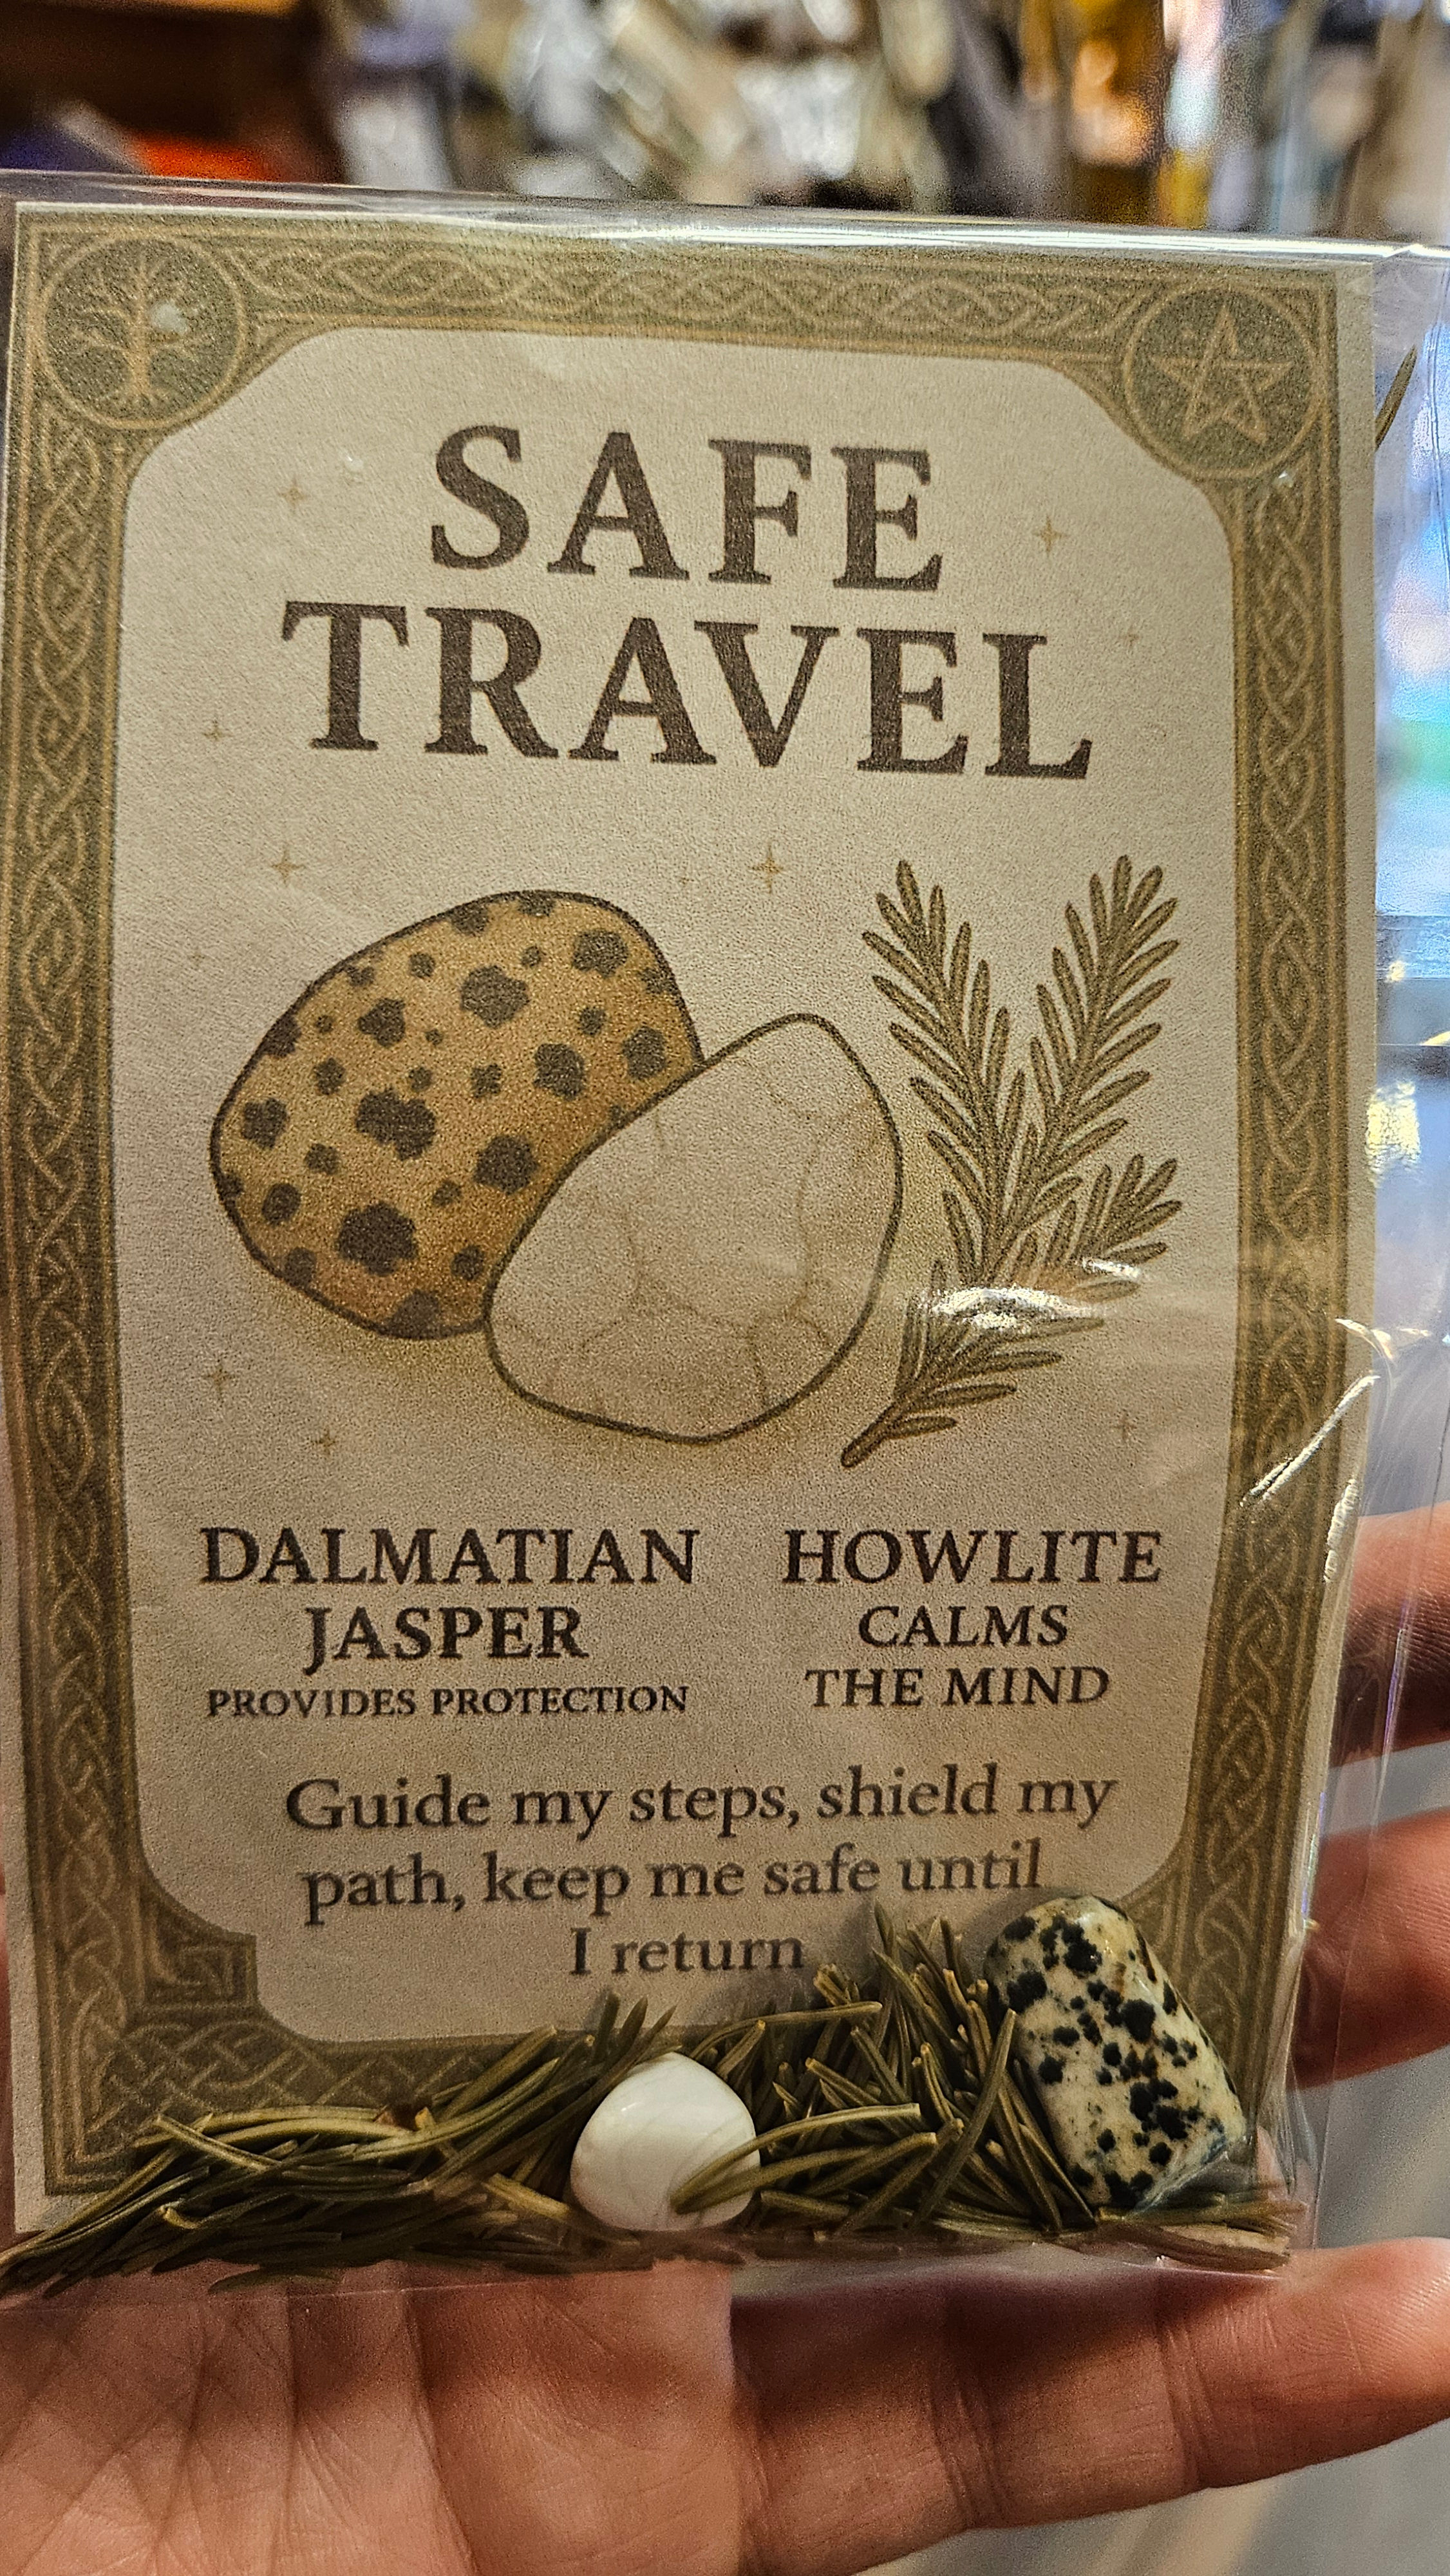 SAFE
TRAVEL
DALMATIAN
JASPER
PROVIDES PROTECTION
HOWLITE
CALMS
THE MIND
Guide my steps, shield my
path, keep me safe until
I return